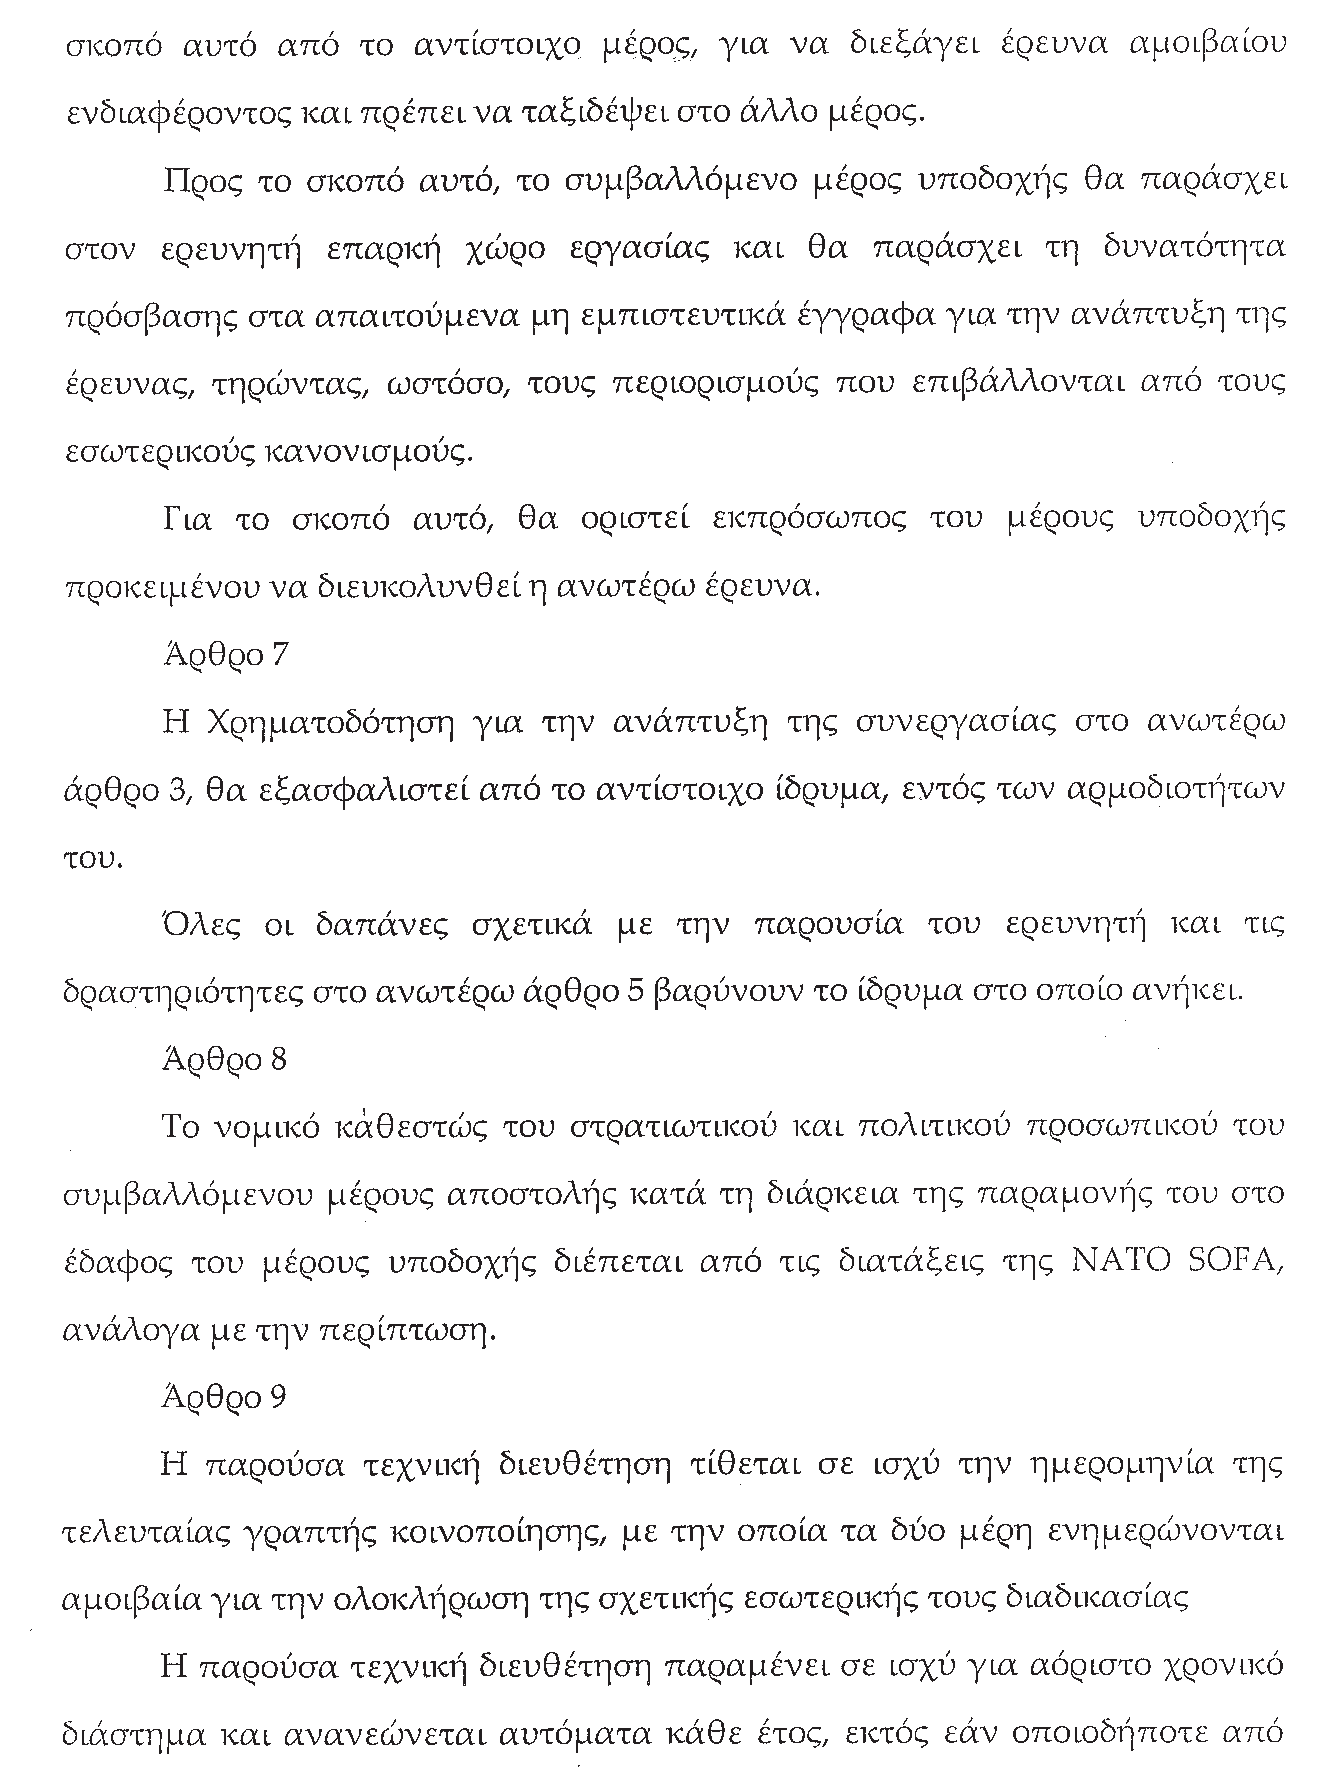 σκοπό αυτό από το αντίστοιχο μέρος, για να διεξάγει έρευνα αμοιβαίου
ενδιαφέροντος και πρέπει να ταξιδέψει στο άλλο μέρος.
Προς το σκοπό αυτό, το συμβαλλόμενο μέρος υποδοχής θα παράσχει
στον ερευνητή επαρκή χώρο εργασίας και θα παράσχει τη δυνατότητα
πρόσβασης στα απαιτούμενα μη εμπιστευτικά έγγραφα για την ανάπτυξη της
έρευνας, τηρώντας, ωστόσο, τους περιορισμούς που επιβάλλονται από τους
εσωτερικούς κανονισμούς.
Για το σκοπό αυτό, θα οριστεί εκπρόσωπος του μέρους υποδοχής
προκειμένου να διευκολυνθεί η ανωτέρω έρευνα.
Άρθρο 7
Η Χρηματοδότηση για την ανάπτυξη της συνεργασίας στο ανωτέρω
άρθρο 3, θα εξασφαλιστεί από το αντίστοιχο ίδρυμα, εντός των αρμοδιοτήτων
του.
Όλες οι δαπάνες σχετικά με την παρουσία του ερευνητή και τις
δραστηριότητες στο ανωτέρω άρθρο 5 βαρύνουν το ίδρυμα στο οποίο ανήκει.
Άρθρο 8
Το νομικό κάθεστώς του στρατιωτικού και πολιτικού προσωπικού του
συμβαλλόμενου μέρους αποστολής κατά τη διάρκεια της παραμονής του στο
έδαφος του μέρους υποδοχής διέπεται από τις διατάξεις της NATO SOFA,
ανάλογα με την περίπτωση.
Άρθρο 9
Η παρούσα τεχνική διευθέτηση τίθεται σε ισχύ την ημερομηνία της
τελευταίας γραπτής κοινοποίησης, με την οποία τα δύο μέρη ενημερώνονται
αμοιβαία για την ολοκλήρωση της σχετικής εσωτερικής τους διαδικασίας
Η παρούσα τεχνική διευθέτηση παραμένει σε ισχύ για αόριστο χρονικό
διάστημα και ανανεώνεται αυτόματα κάθε έτος, εκτός εάν οποιοδήποτε από